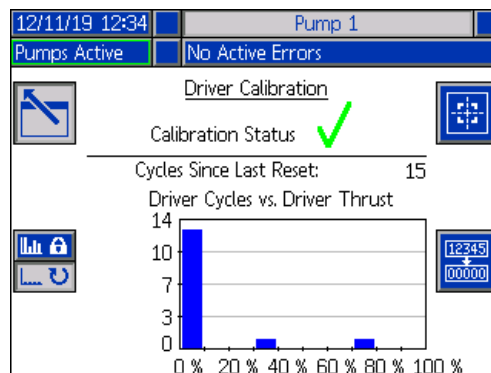 12/11/19 12:34 Pump 1
Pumps Active No Active Errors
Driver Calibration
Calibration Status
Cycles Since Last Reset: 15
Driver Cycles vs. Driver Thrust
14
10
7
3
0
0 % 20 % 40 % 60 % 80 % 100 %
12345
00000